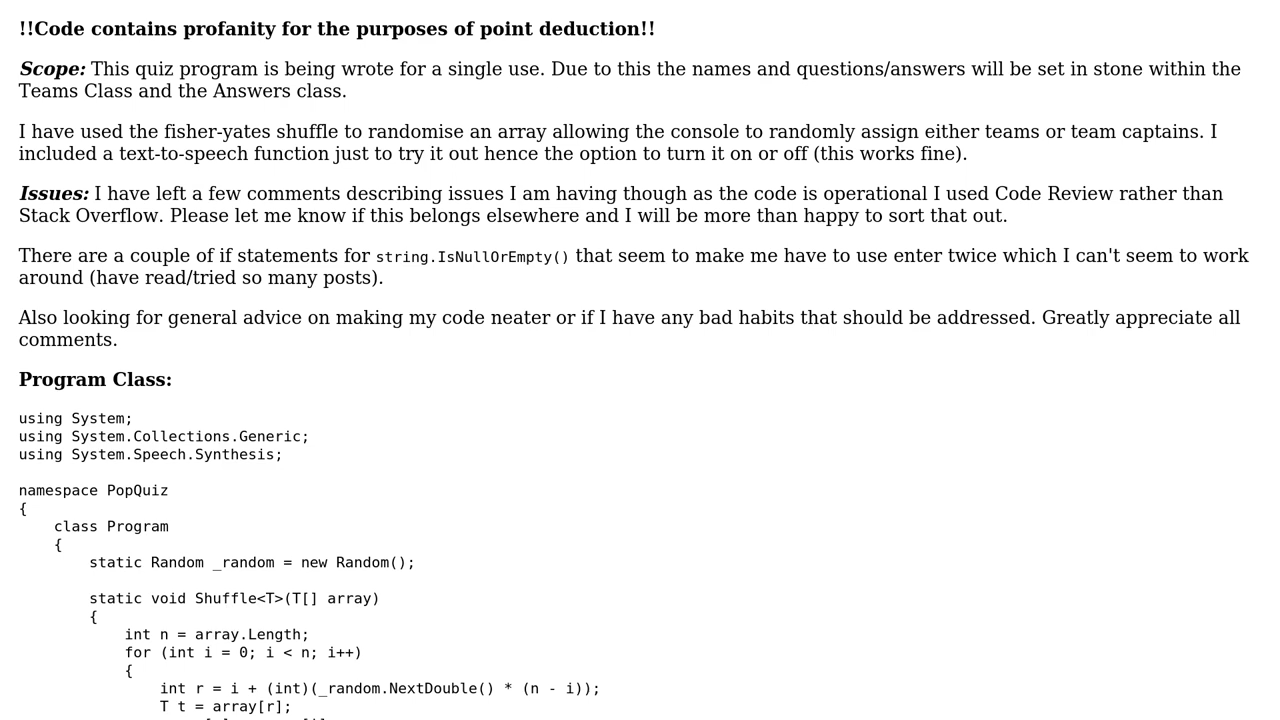 !!Code contains profanity for the purposes of point deduction!!
Scope: This quiz program is being wrote for a single use. Due to this the names and questions/answers will be set in stone within the
Teams Class and the Answers class.
I have used the fisher-yates shuffle to randomise an array allowing the console to randomly assign either teams or team captains. I
included a text-to-speech function just to try it out hence the option to turn it on or off (this works fine).
Issues: I have left a few comments describing issues I am having though as the code is operational I used Code Review rather than
Stack Overflow. Please let me know if this belongs elsewhere and I will be more than happy to sort that out.
There are a couple of if statements for string.IsNullOrEmpty() that seem to make me have to use enter twice which I can't seem to work
around (have read/tried so many posts).
Also looking for general advice on making my code neater or if I have any bad habits that should be addressed. Greatly appreciate all
comments.
Program Class:
using System;
using System.Collections.Generic;
using System.Speech.Synthesis;
namespace PopQuiz
{
    class Program
    {
        static Random _random = new Random();
        static void Shuffle<T>(T[] array)
        {
            int n = array.Length;
            for (int i = 0; i < n; i++)
            {
                int r = i + (int)(_random.NextDouble() * (n - i));
                T t = array[r];